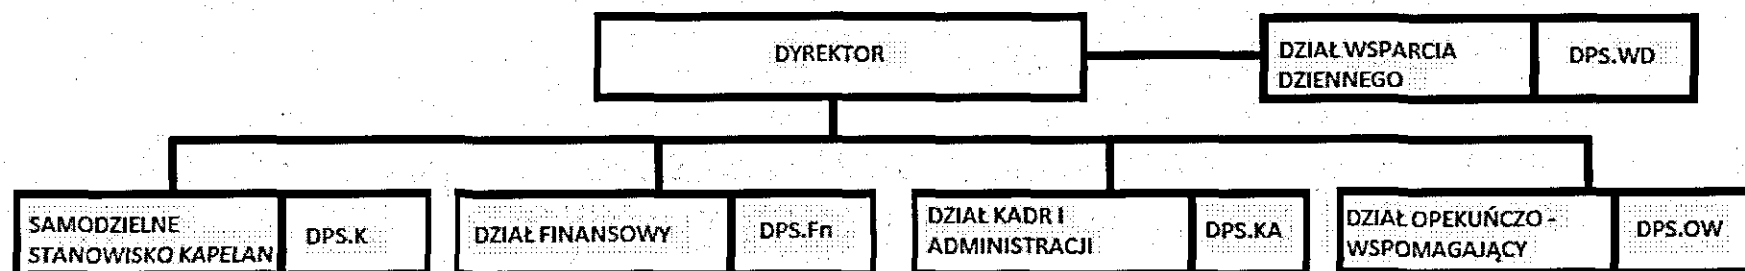 DYREKTOR
DZIAŁ WSPARCIA
DZIENNEGO
DPS.WD
SAMODZIELNE
STANOWISKO KAPELAN
DPS.K
DZIAŁ FINANSOWY
DPS.Fn
DZIAŁ KADR I
ADMINISTRACJI
DPS.KA
DZIAŁ OPEKUŃCZO -
WSPOMAGAJĄCY
DPS.OW